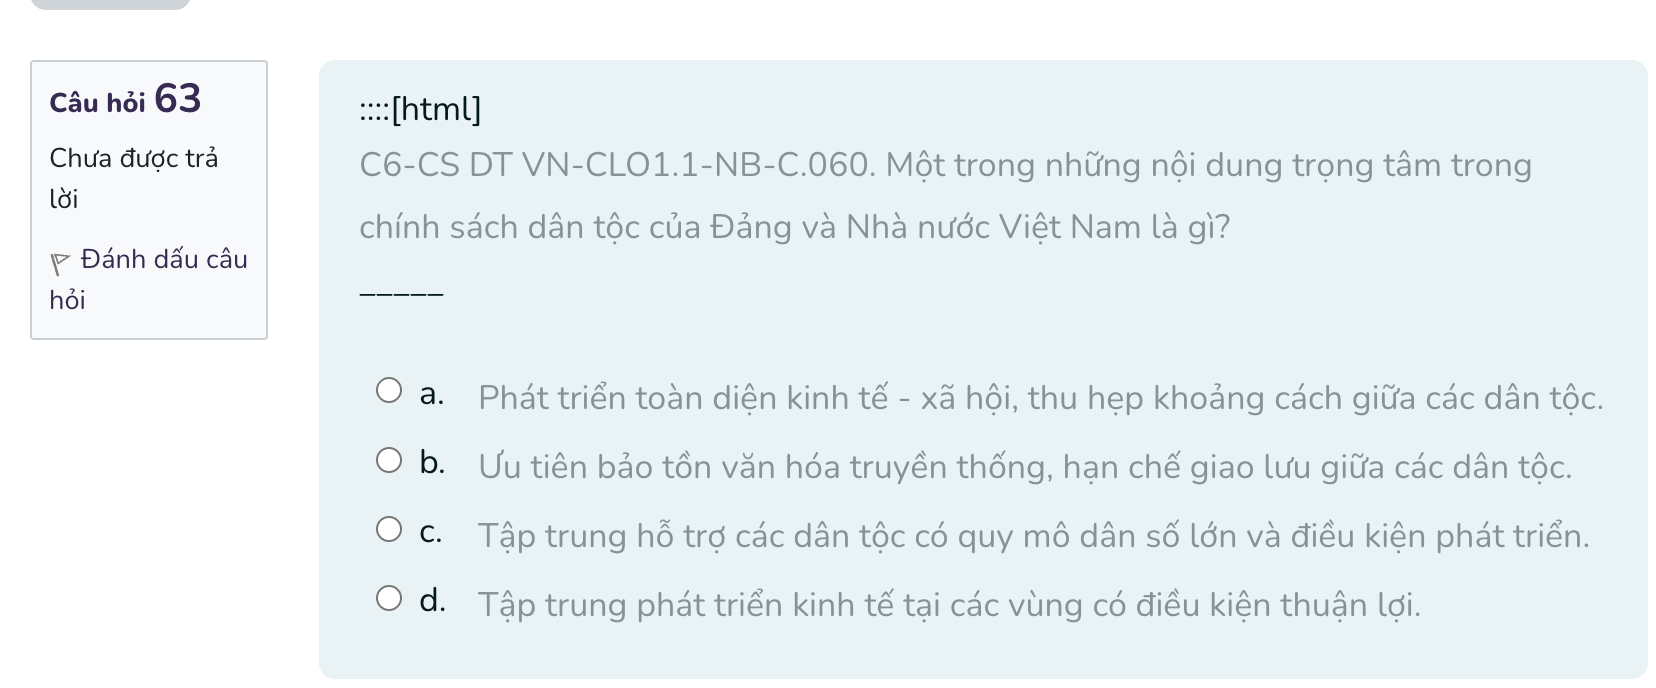 Câu hỏi 63
Chưa được trả
lời
Đánh dấu câu
hỏi
::::[html]
C6-CS DT VN-CLO1.1-NB-C.060. Một trong những nội dung trọng tâm trong
chính sách dân tộc của Đảng và Nhà nước Việt Nam là gì?
_____
a. Phát triển toàn diện kinh tế - xã hội, thu hẹp khoảng cách giữa các dân tộc.
b. Ưu tiên bảo tồn văn hóa truyền thống, hạn chế giao lưu giữa các dân tộc.
c. Tập trung hỗ trợ các dân tộc có quy mô dân số lớn và điều kiện phát triển.
d. Tập trung phát triển kinh tế tại các vùng có điều kiện thuận lợi.